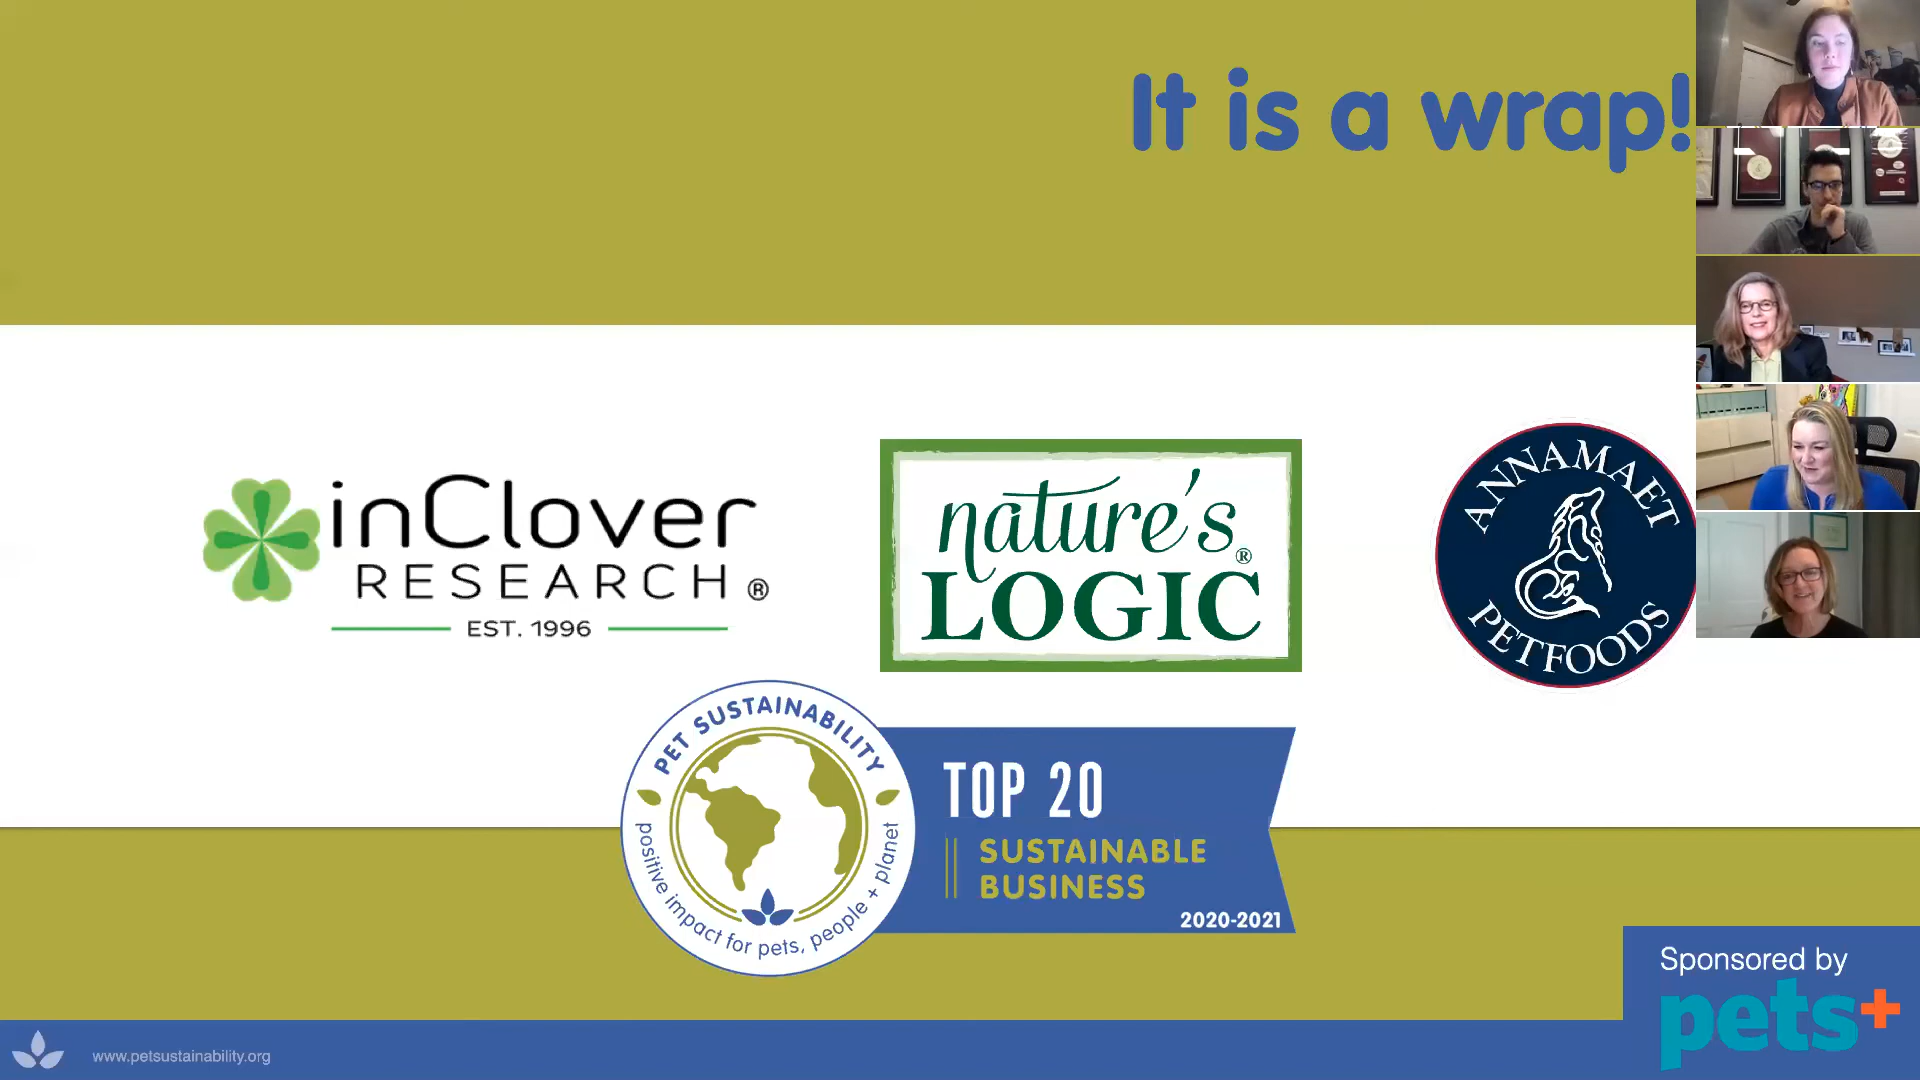 It is a wrap!
inClover
RESEARCH ®
EST. 1996
nature's
LOGIC®
ANNAMAET
PETFOODS
PET SUSTAINABILITY
positive impact for pets, people + planet
TOP 20
SUSTAINABLE
BUSINESS
2020-2021
Sponsored by
pets+
www.petsustainability.org